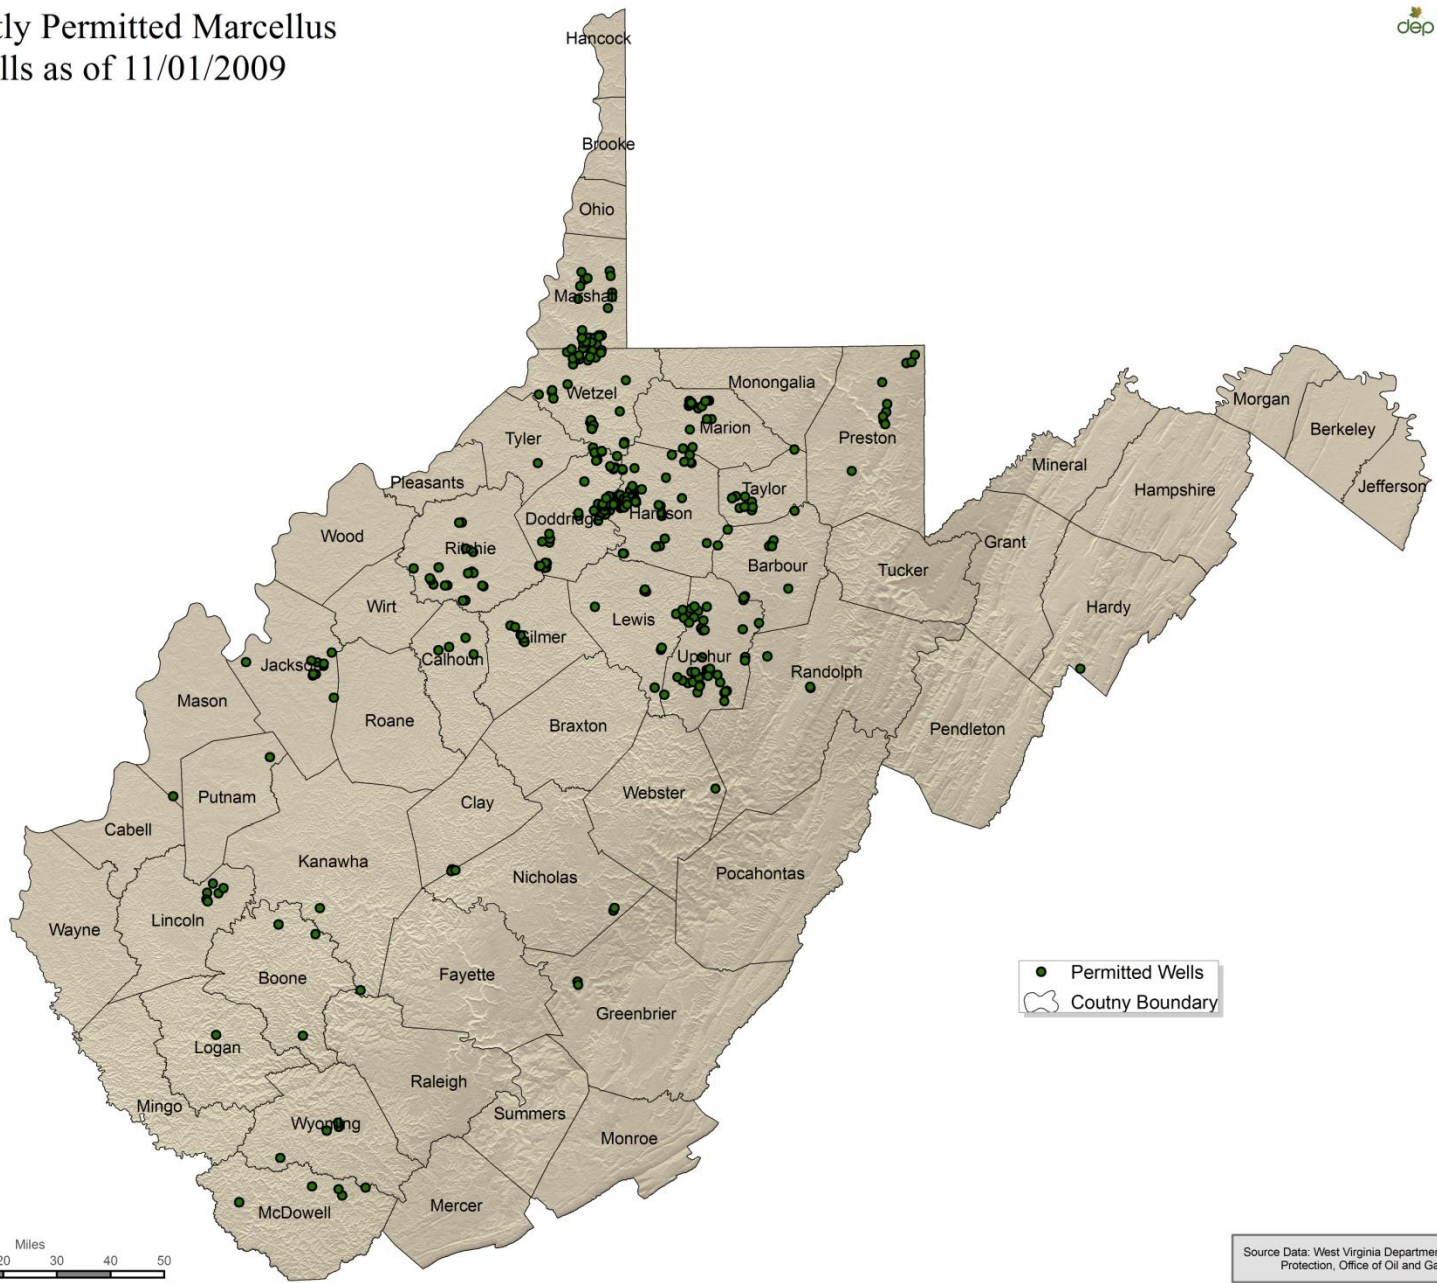 tly Permitted Marcellus
lls as of 11/01/2009
dep
Hancock
Brooke
Ohio
Marshall
Wetzel
Monongalia
Marion
Preston
Morgan
Berkeley
Jefferson
Tyler
Pleasants
Mineral
Hampshire
Taylor
Wood
Doddridge
Harrison
Ritchie
Grant
Barbour
Tucker
Wirt
Lewis
Hardy
Gilmer
Calhoun
Jackson
Upshur
Randolph
Mason
Roane
Braxton
Pendleton
Putnam
Clay
Webster
Cabell
Kanawha
Nicholas
Pocahontas
Wayne
Lincoln
Boone
Fayette
Greenbrier
Permitted Wells
Coutny Boundary
Logan
Raleigh
Mingo
Wyoming
Summers
Monroe
McDowell
Mercer
Miles
20 30 40 50
Source Data: West Virginia Departmen
Protection, Office of Oil and Ga